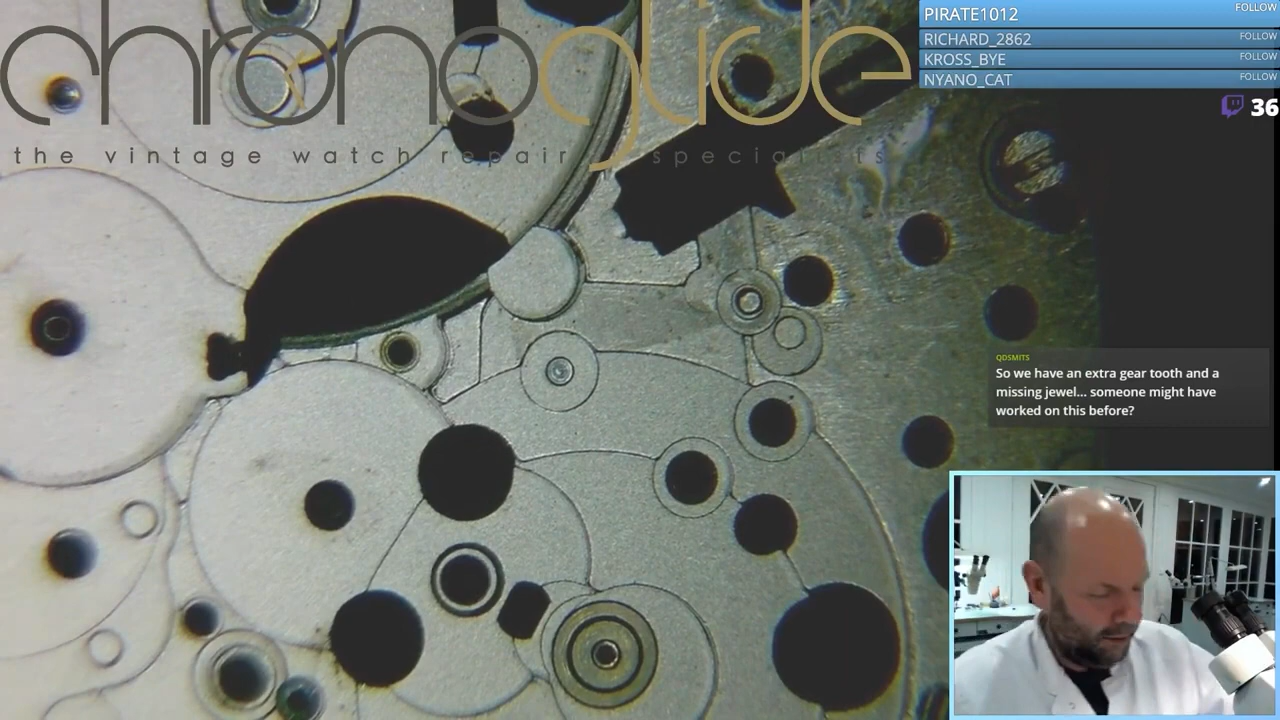 chronoglide
the vintage watch repair specialists
PIRATE1012 FOLLOW
RICHARD_2862 FOLLOW
KROSS_BYE FOLLOW
NYANO_CAT FOLLOW
36
QDSMITS
So we have an extra gear tooth and a
missing jewel... someone might have
worked on this before?